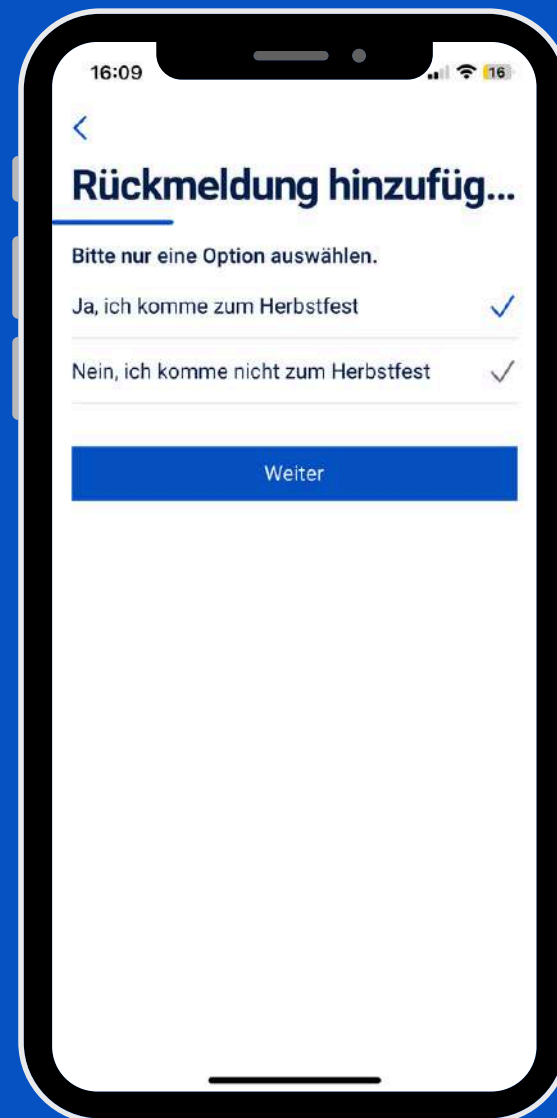 16:09
16
Rückmeldung hinzufüg...
Bitte nur eine Option auswählen.
Ja, ich komme zum Herbstfest
Nein, ich komme nicht zum Herbstfest
Weiter